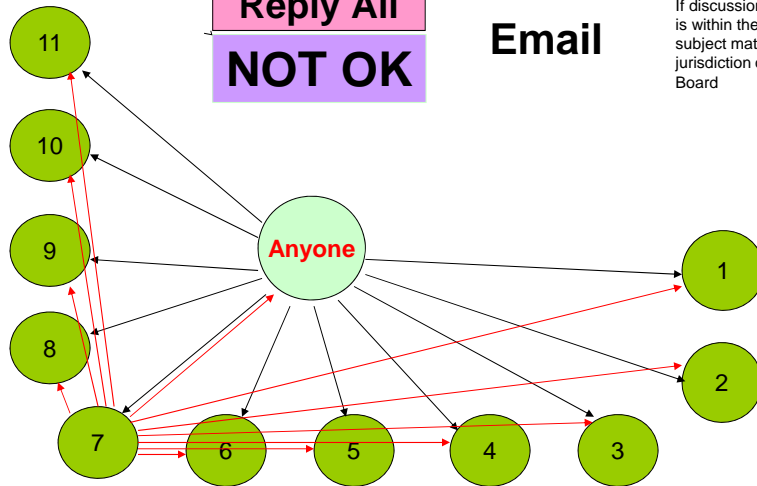 Reply All
NOT OK
Email
If discussion
is within the
subject mat
jurisdiction
Board
11
10
9
8
7
6
5
4
3
2
1
Anyone